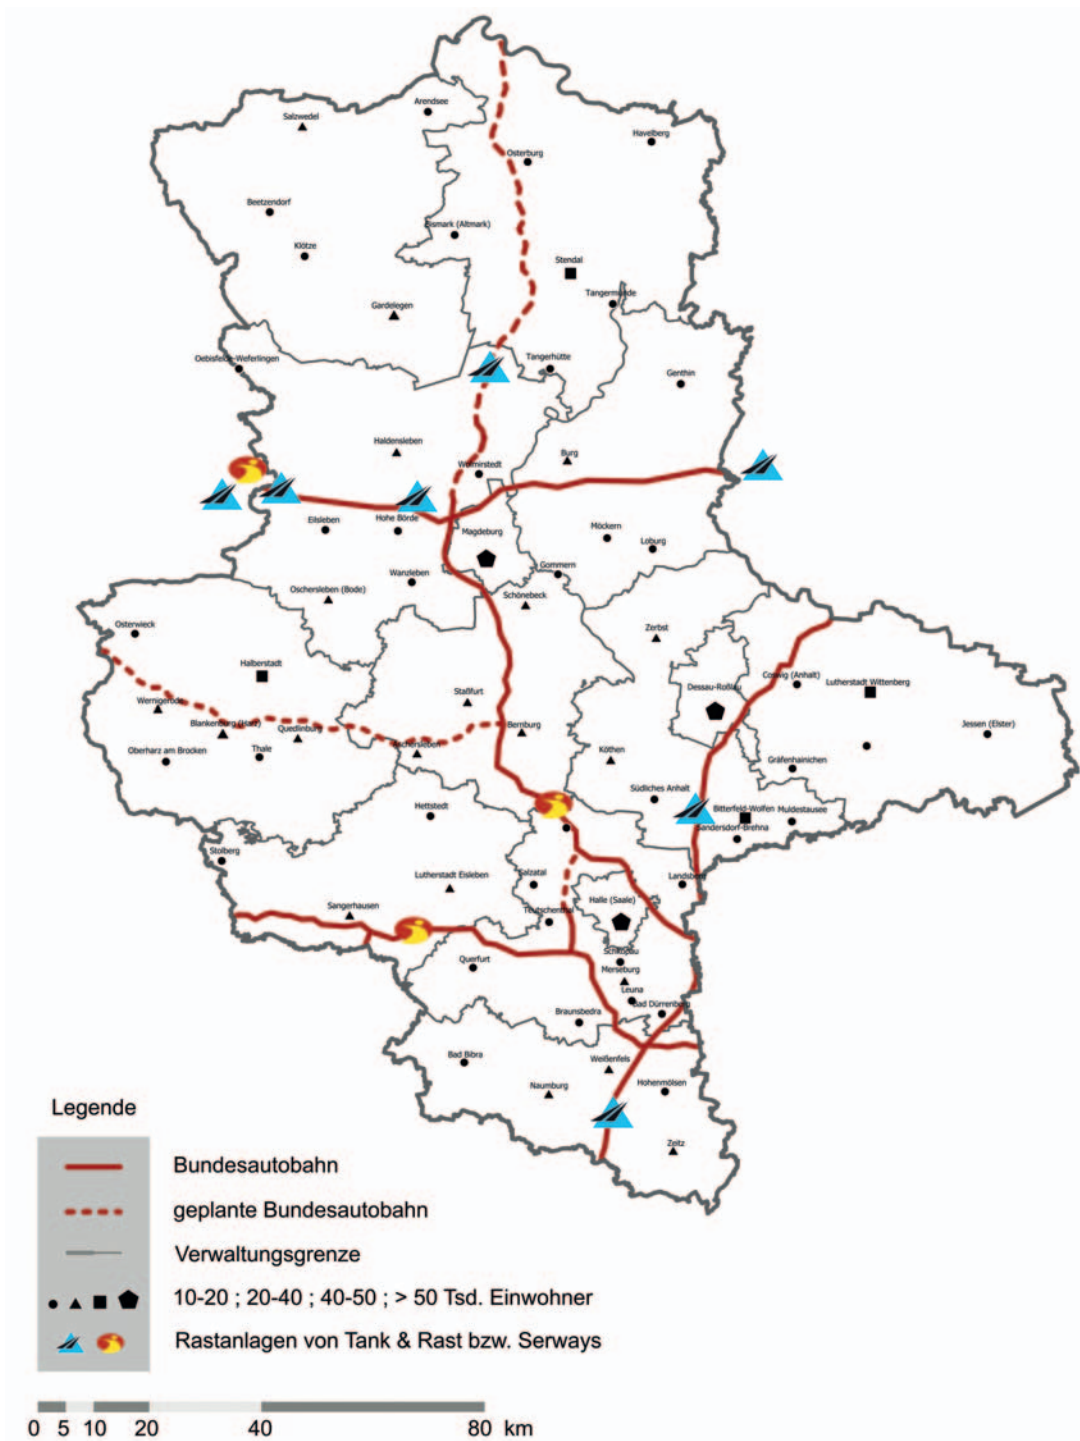 Arendsee
Salzwedel
Havelberg
Osterburg
Beetzendorf
Bismark (Altmark)
Klötze
Stendal
Tangermünde
Gardelegen
Oebisfelde-Weferlingen
Tangerhütte
Genthin
Haldensleben
Burg
Wolmirstedt
Eilsleben
Hohe Börde
Magdeburg
Möckern
Loburg
Wanzleben
Gommern
Oschersleben (Bode)
Schönebeck
Osterwieck
Zerbst
Halberstadt
Coswig (Anhalt)
Lutherstadt Wittenberg
Dessau-Roßlau
Staßfurt
Wernigerode
Blankenburg (Harz)
Quedlinburg
Bernburg
Jessen (Elster)
Oberharz am Brocken
Thale
Aschersleben
Köthen
Gräfenhainichen
Südliches Anhalt
Hettstedt
Bitterfeld-Wolfen
Muldestausee
Sandersdorf-Brehna
Stolberg
Lutherstadt Eisleben
Salzatal
Landsberg
Sangerhausen
Teutschenthal
Halle (Saale)
Schkopau
Querfurt
Merseburg
Leuna
Bad Dürrenberg
Braunsbedra
Bad Bibra
Weißenfels
Naumburg
Hohenmölsen
Zeitz
Legende
Bundesautobahn
geplante Bundesautobahn
Verwaltungsgrenze
10-20 ; 20-40 ; 40-50 ; > 50 Tsd. Einwohner
Rastanlagen von Tank & Rast bzw. Serways
0 5 10 20 40 80 km